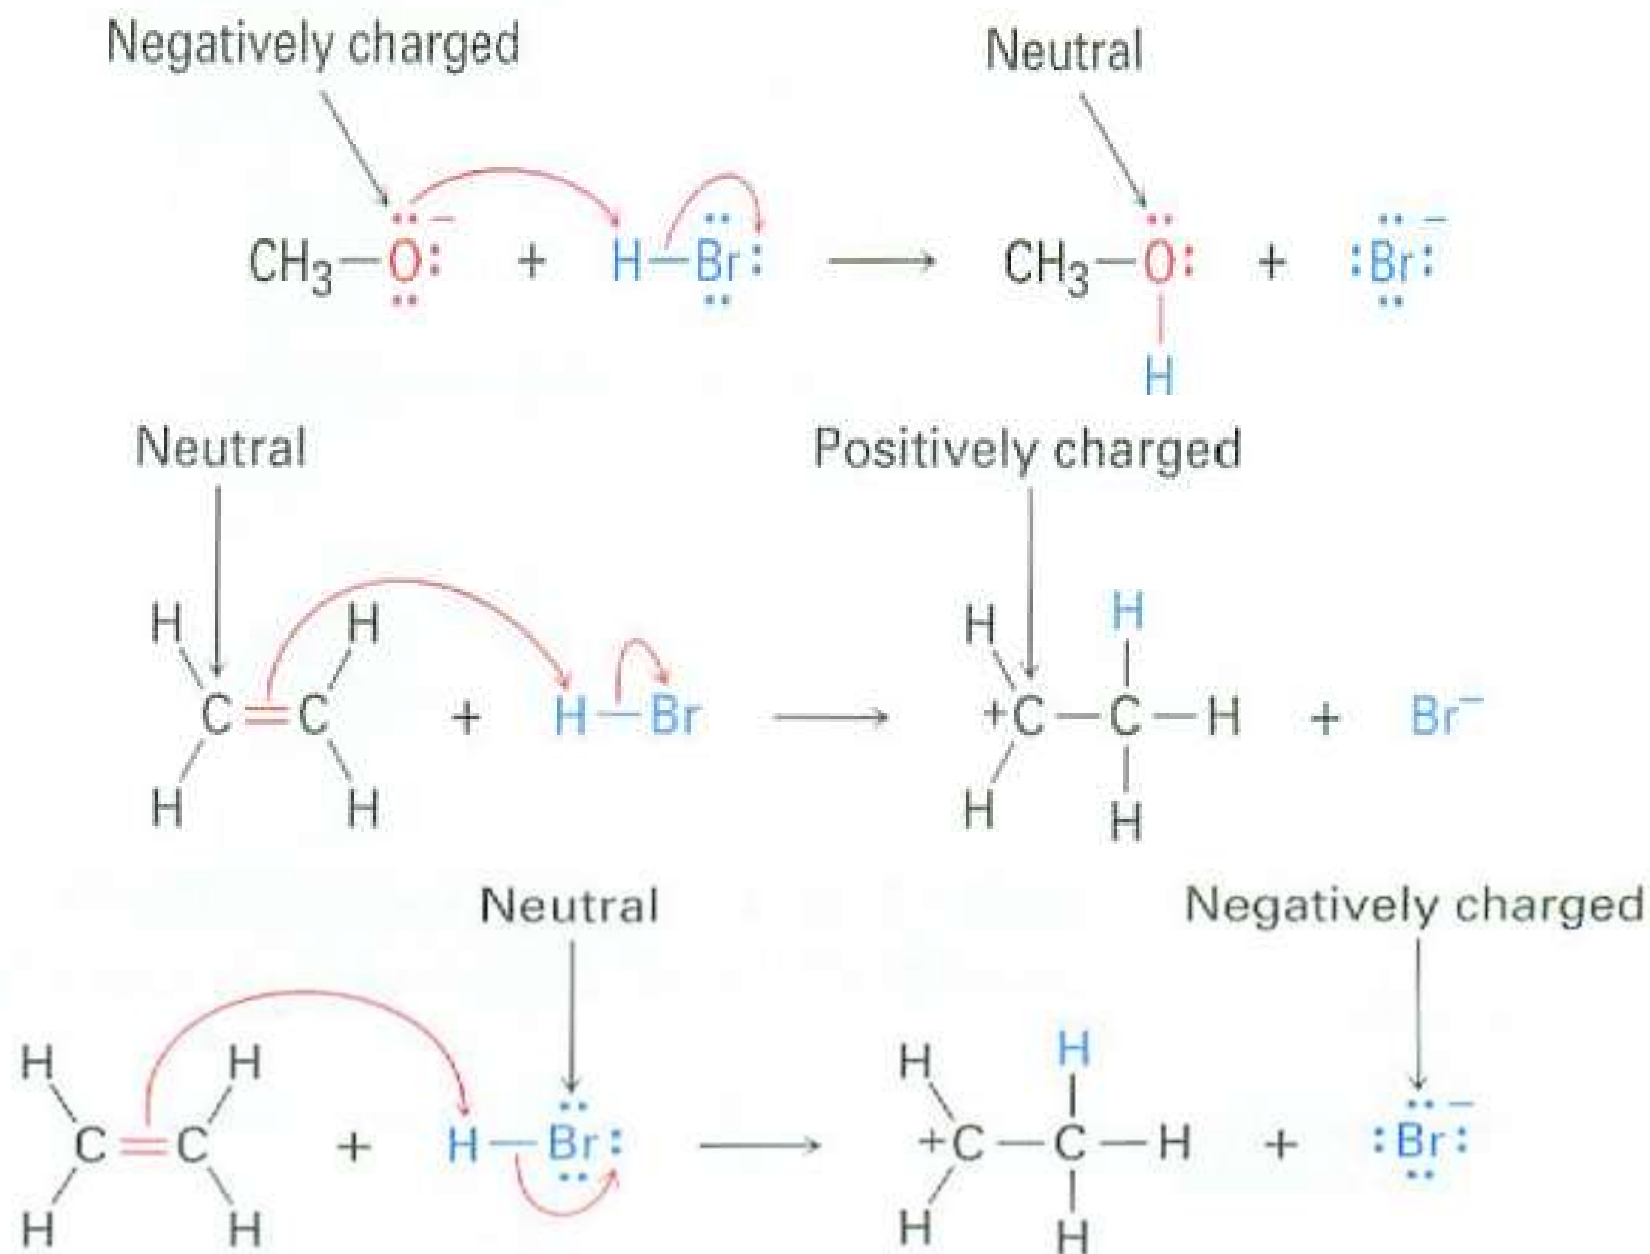 Negatively charged Neutral
CH₃—O:⁻ + H—Br: ⟶ CH₃—O: + :Br:⁻
H
Neutral Positively charged
H H H H
C=C + H—Br ⟶ +C—C—H + Br⁻
H H H H
Neutral Negatively charged
H H H H
C=C + H—Br: ⟶ +C—C—H + :Br:⁻
H H H H